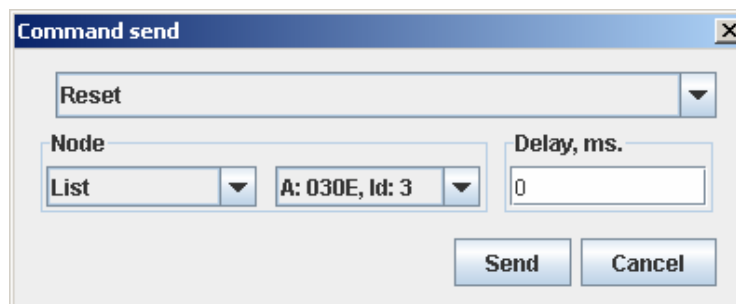 Command send
Reset
Node Delay, ms.
List A: 030E, Id: 3 0
Send Cancel